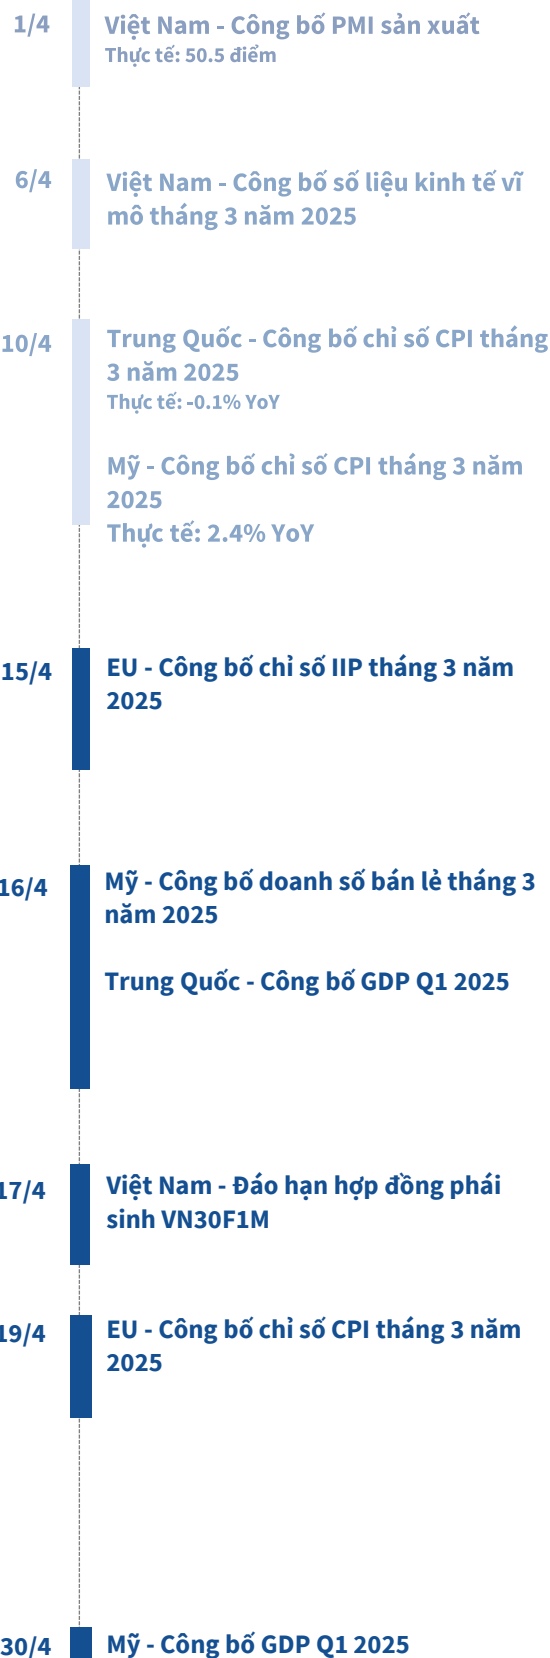 1/4
Việt Nam - Công bố PMI sản xuất
Thực tế: 50.5 điểm
6/4
Việt Nam - Công bố số liệu kinh tế vĩ
mô tháng 3 năm 2025
10/4
Trung Quốc - Công bố chỉ số CPI tháng
3 năm 2025
Thực tế: -0.1% YoY
Mỹ - Công bố chỉ số CPI tháng 3 năm
2025
Thực tế: 2.4% YoY
15/4
EU - Công bố chỉ số IIP tháng 3 năm
2025
16/4
Mỹ - Công bố doanh số bán lẻ tháng 3
năm 2025
Trung Quốc - Công bố GDP Q1 2025
17/4
Việt Nam - Đáo hạn hợp đồng phái
sinh VN30F1M
19/4
EU - Công bố chỉ số CPI tháng 3 năm
2025
30/4
Mỹ - Công bố GDP Q1 2025